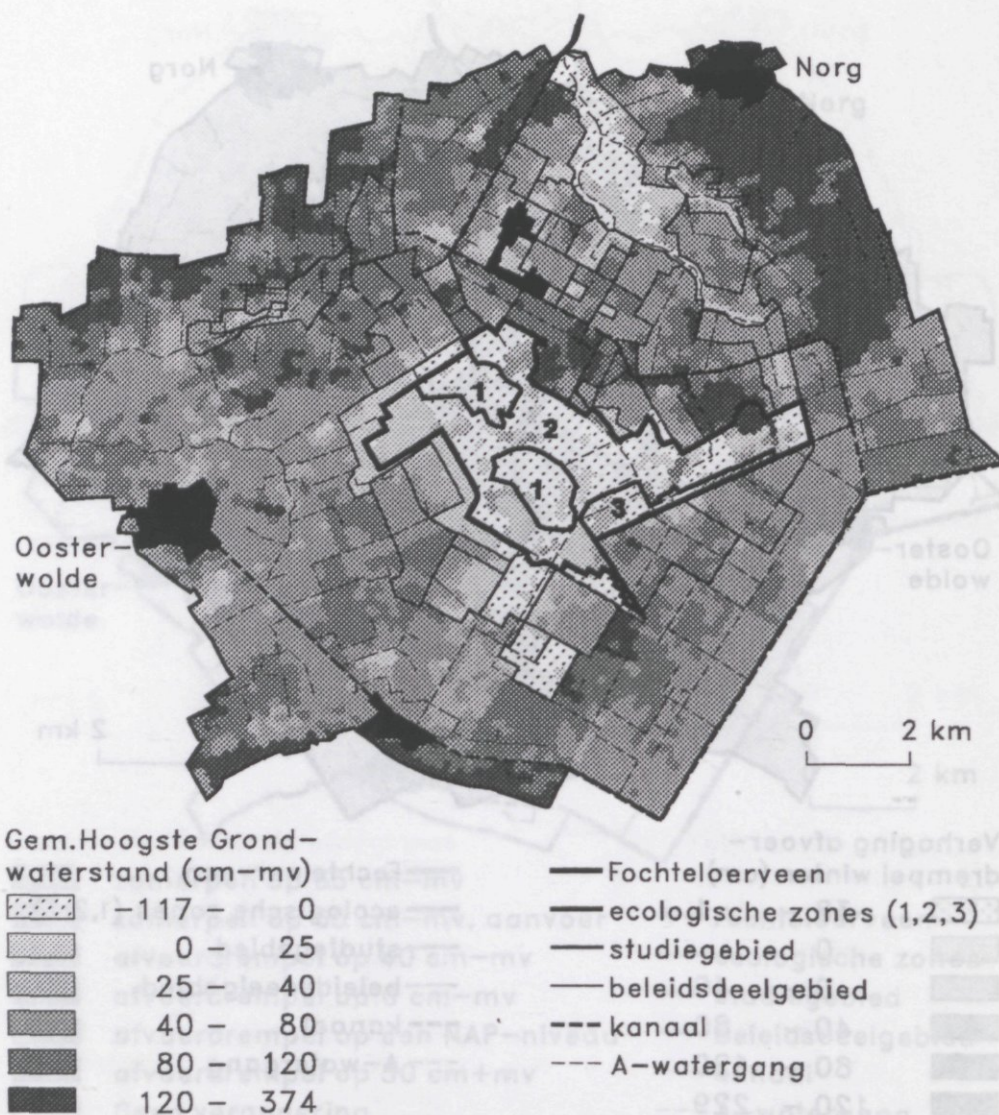 Norg
1
2
1
3
Ooster-
wolde
0 2 km
Gem.Hoogste Grond-
waterstand (cm-mv)
-117 - 0
0 - 25
25 - 40
40 - 80
80 - 120
120 - 374
Fochteloërveen
ecologische zones (1,2,3)
studiegebied
beleidsdeelgebied
kanaal
A-watergang